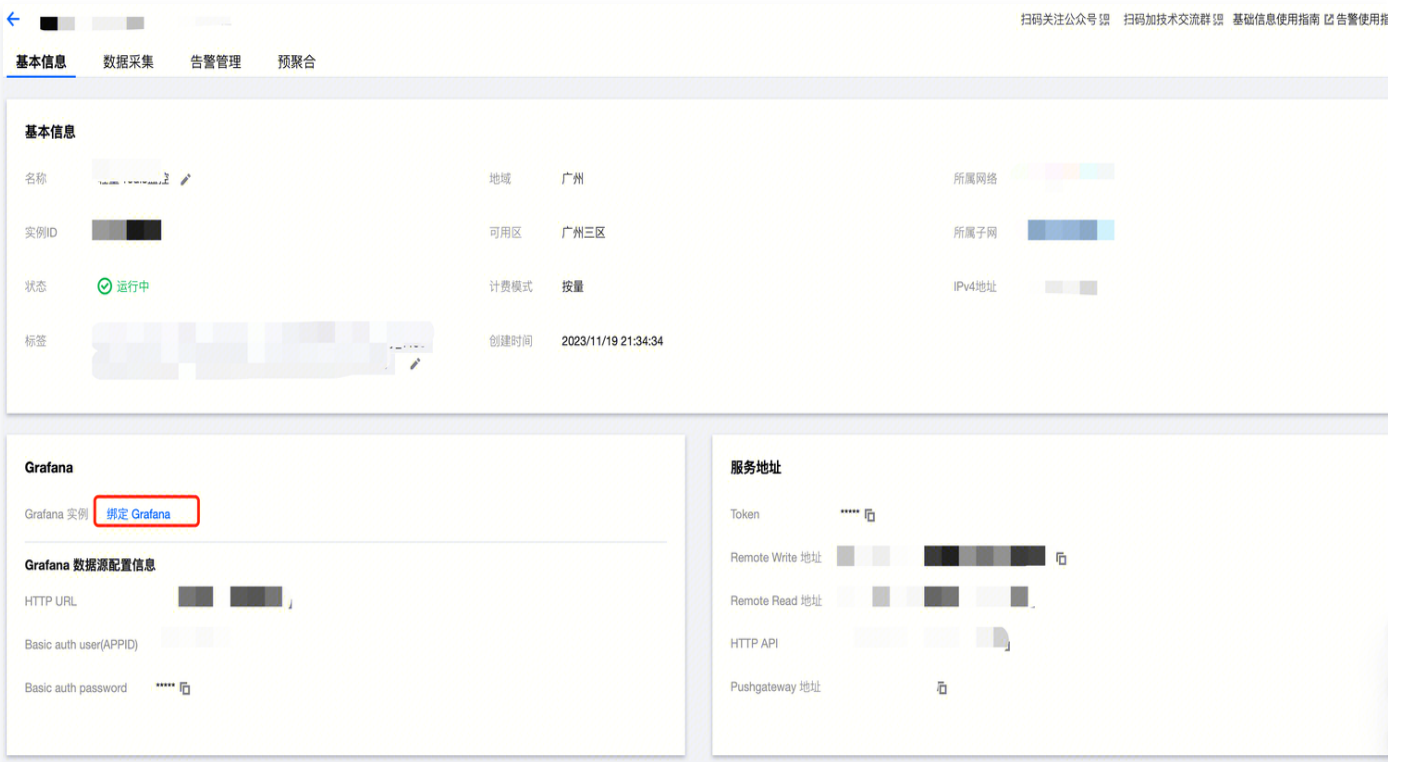 扫码关注公众号 扫码加技术交流群 基础信息使用指南 告警使用指
基本信息 数据采集 告警管理 预聚合
基本信息
名称 地域 广州 所属网络
实例ID 可用区 广州三区 所属子网
状态 运行中 计费模式 按量 IPv4地址
标签 创建时间 2023/11/19 21:34:34
Grafana
Grafana 实例 绑定 Grafana
Grafana 数据源配置信息
HTTP URL
Basic auth user(APPID)
Basic auth password *****
服务地址
Token *****
Remote Write 地址
Remote Read 地址
HTTP API
Pushgateway 地址